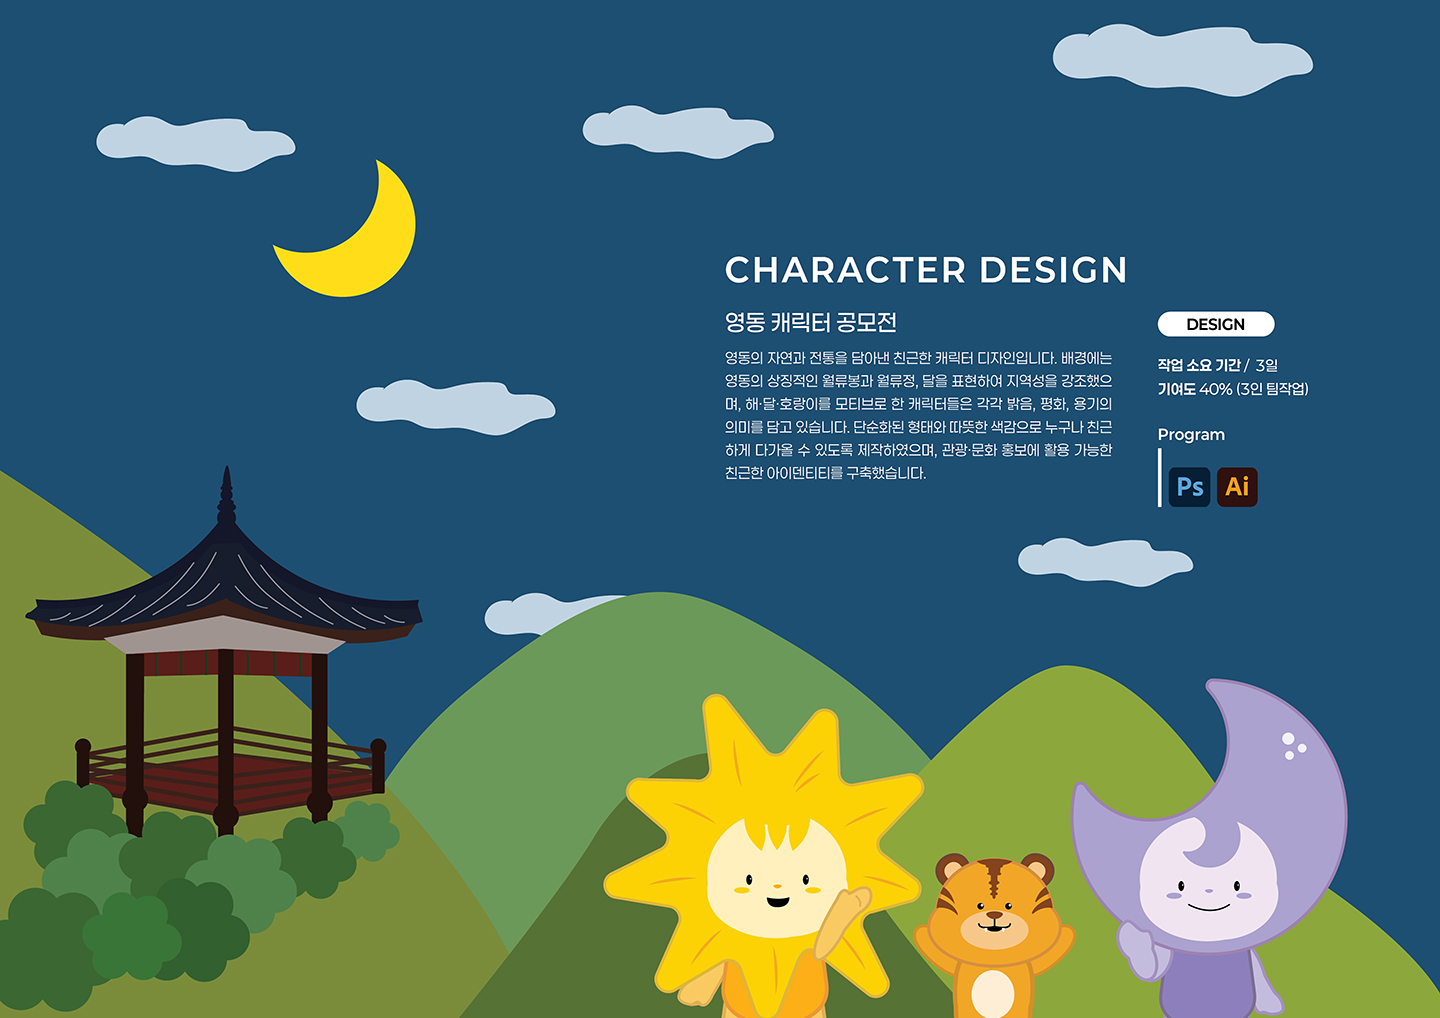 CHARACTER DESIGN
영동 캐릭터 공모전
영동의 자연과 전통을 담아낸 친근한 캐릭터 디자인입니다. 배경에는
영동의 상징적인 월류봉과 월류정, 달을 표현하여 지역성을 강조했으
며, 해·달·호랑이를 모티브로 한 캐릭터들은 각각 밝음, 평화, 용기의
의미를 담고 있습니다. 단순화된 형태와 따뜻한 색감으로 누구나 친근
하게 다가올 수 있도록 제작하였으며, 관광·문화 홍보에 활용 가능한
친근한 아이덴티티를 구축했습니다.
DESIGN
작업 소요 기간 / 3일
기여도 40% (3인 팀작업)
Program
Ps Ai